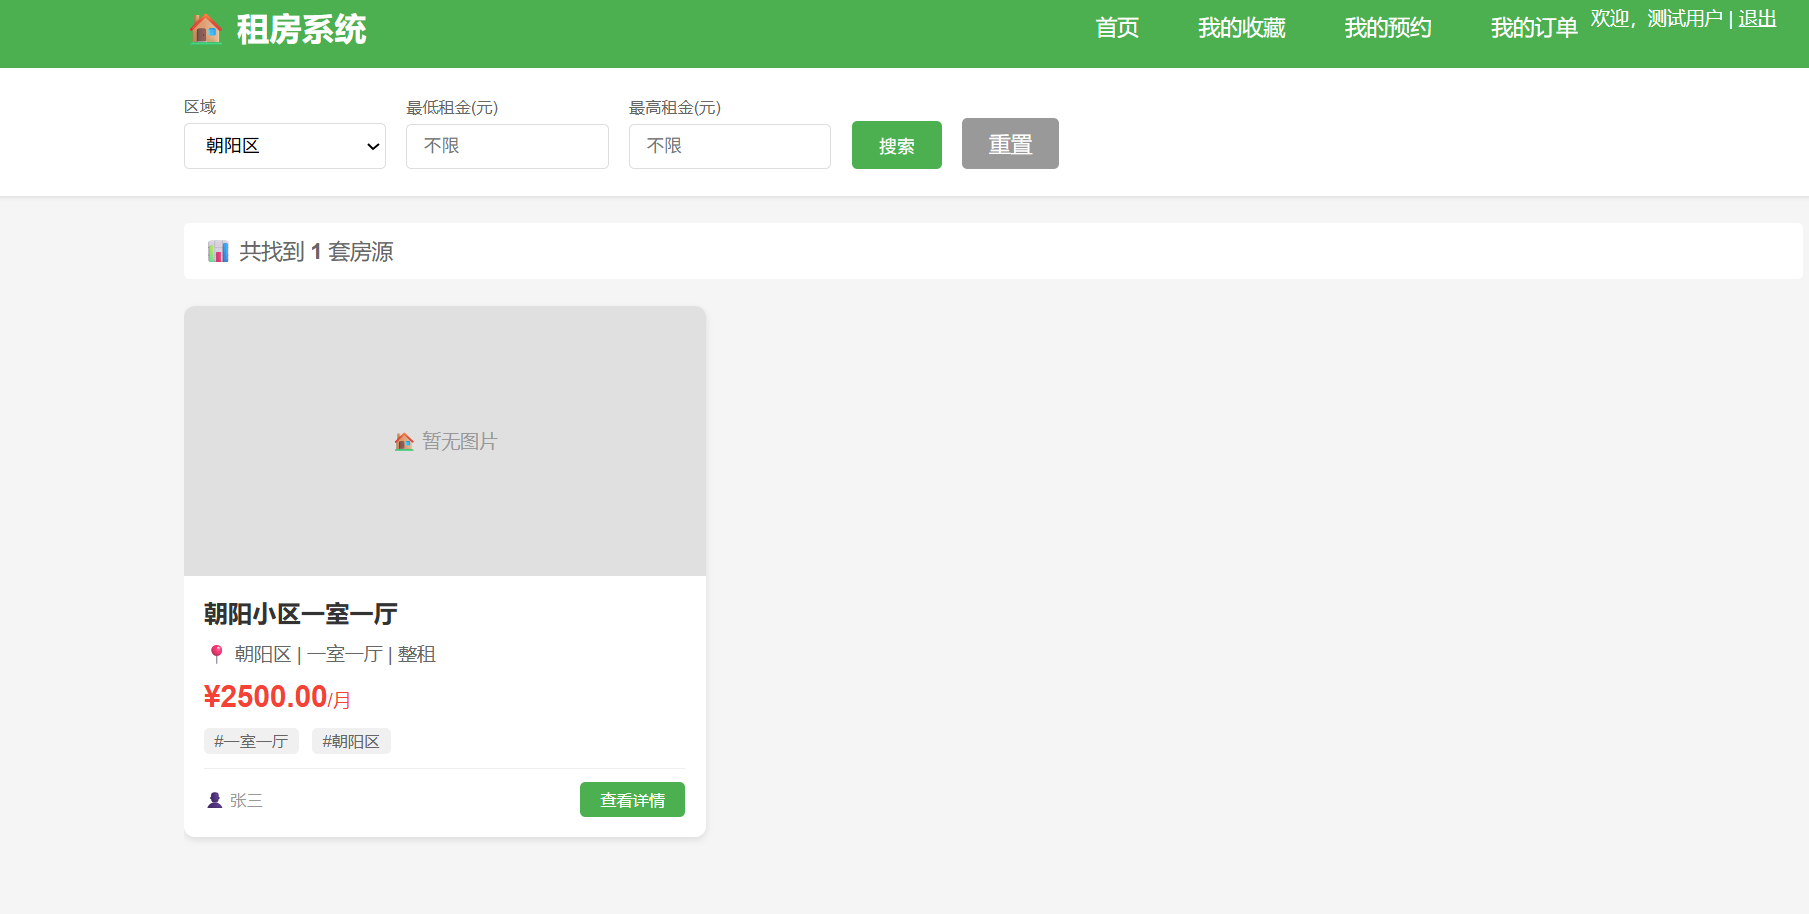 租房系统
首页 我的收藏 我的预约 我的订单 欢迎，测试用户 | 退出
区域 最低租金(元) 最高租金(元)
朝阳区 不限 不限 搜索 重置
共找到 1 套房源
暂无图片
朝阳小区一室一厅
朝阳区 | 一室一厅 | 整租
¥2500.00/月
#一室一厅 #朝阳区
张三 查看详情